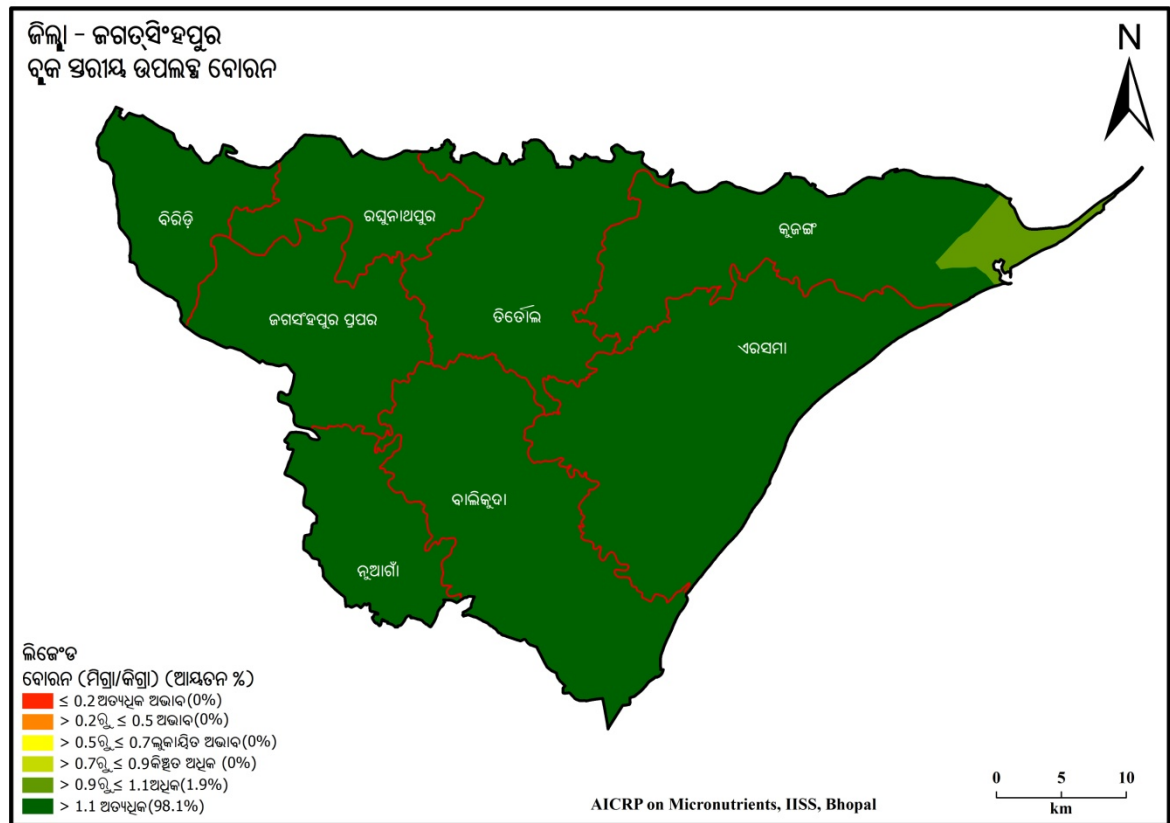 ଜିଲ୍ଲା - ଜଗତ୍‌ସିଂହପୁର
ବ୍ଲକ ସ୍ତରୀୟ ଉପଲବ୍ଧ ବୋରନ
N
ବିରିଡ଼ି
ରଘୁନାଥପୁର
କୁଜଙ୍ଗ
ଜଗସଂହପୁର ପ୍ରପର
ତିର୍ତୋଲ
ଏରସମା
ବାଲିକୁଦା
ନୁଆଗାଁ
ଲିଜେଂଡ
ବୋରନ (ମିଗ୍ରା/କିଗ୍ରା) (ଆୟତନ %)
≤ 0.2 ଅତ୍ୟଧିକ ଅଭାବ(0%)
> 0.2ରୁ ≤ 0.5 ଅଭାବ(0%)
> 0.5ରୁ ≤ 0.7ଲୁକାୟିତ ଅଭାବ(0%)
> 0.7ରୁ ≤ 0.9କିଞ୍ଚିତ ଅଧିକ (0%)
> 0.9ରୁ ≤ 1.1ଅଧିକ(1.9%)
> 1.1 ଅତ୍ୟଧିକ(98.1%)
AICRP on Micronutrients, IISS, Bhopal
0 5 10
km